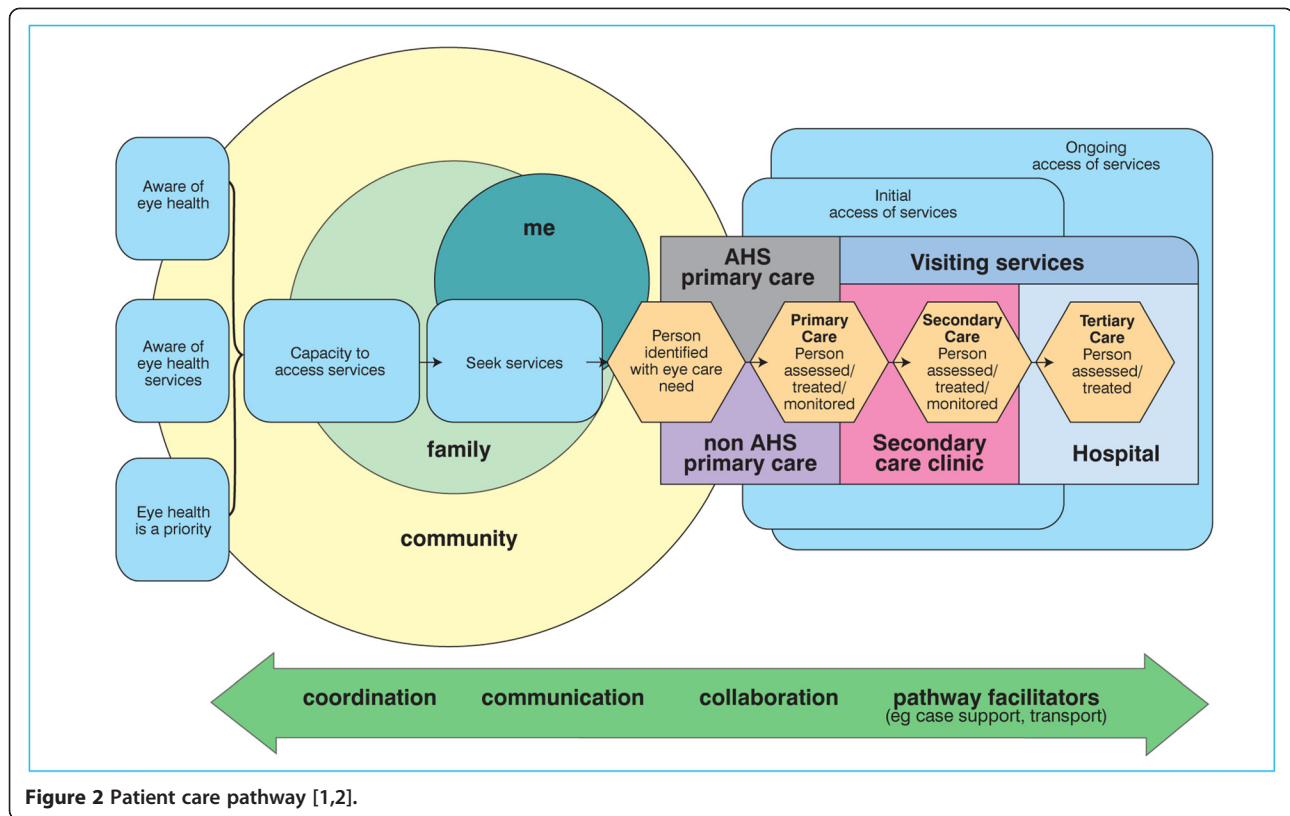 Aware of
eye health
Aware of
eye health
services
Eye health
is a priority
Capacity to
access services
Seek services
me
family
community
Person
identified
with eye care
need
AHS
primary care
non AHS
primary care
Initial
access of services
Ongoing
access of services
Visiting services
Primary
Care
Person
assessed/
treated/
monitored
Secondary
Care
Person
assessed/
treated/
monitored
Secondary
care clinic
Tertiary
Care
Person
assessed/
treated
Hospital
coordination
communication
collaboration
pathway facilitators
(eg case support, transport)
Figure 2 Patient care pathway [1,2].